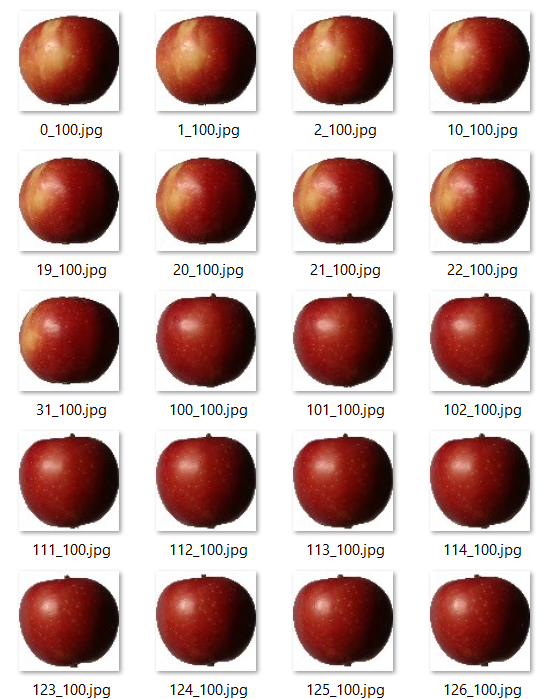 0_100.jpg 1_100.jpg 2_100.jpg 10_100.jpg
19_100.jpg 20_100.jpg 21_100.jpg 22_100.jpg
31_100.jpg 100_100.jpg 101_100.jpg 102_100.jpg
111_100.jpg 112_100.jpg 113_100.jpg 114_100.jpg
123_100.jpg 124_100.jpg 125_100.jpg 126_100.jpg